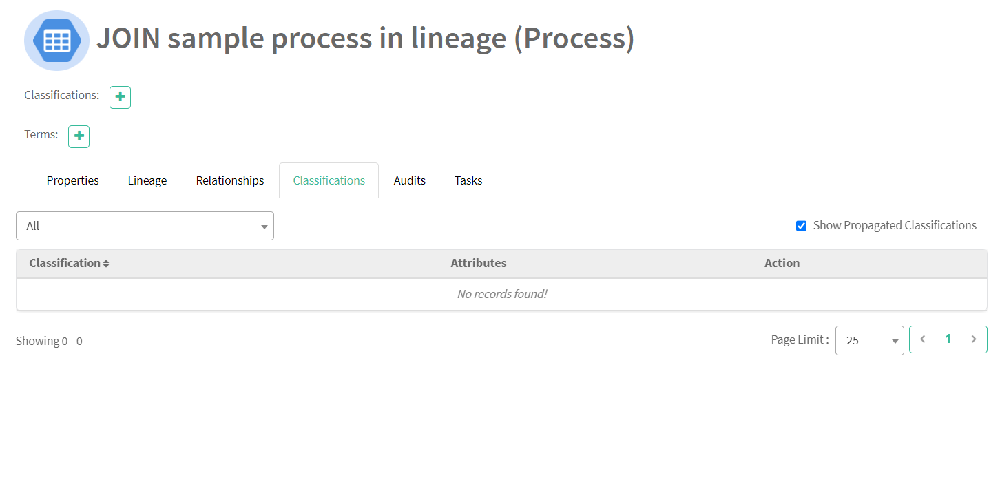 JOIN sample process in lineage (Process)
Classifications:
Terms:
Properties Lineage Relationships Classifications Audits Tasks
All Show Propagated Classifications
Classification Attributes Action
No records found!
Showing 0 - 0 Page Limit : 25 1